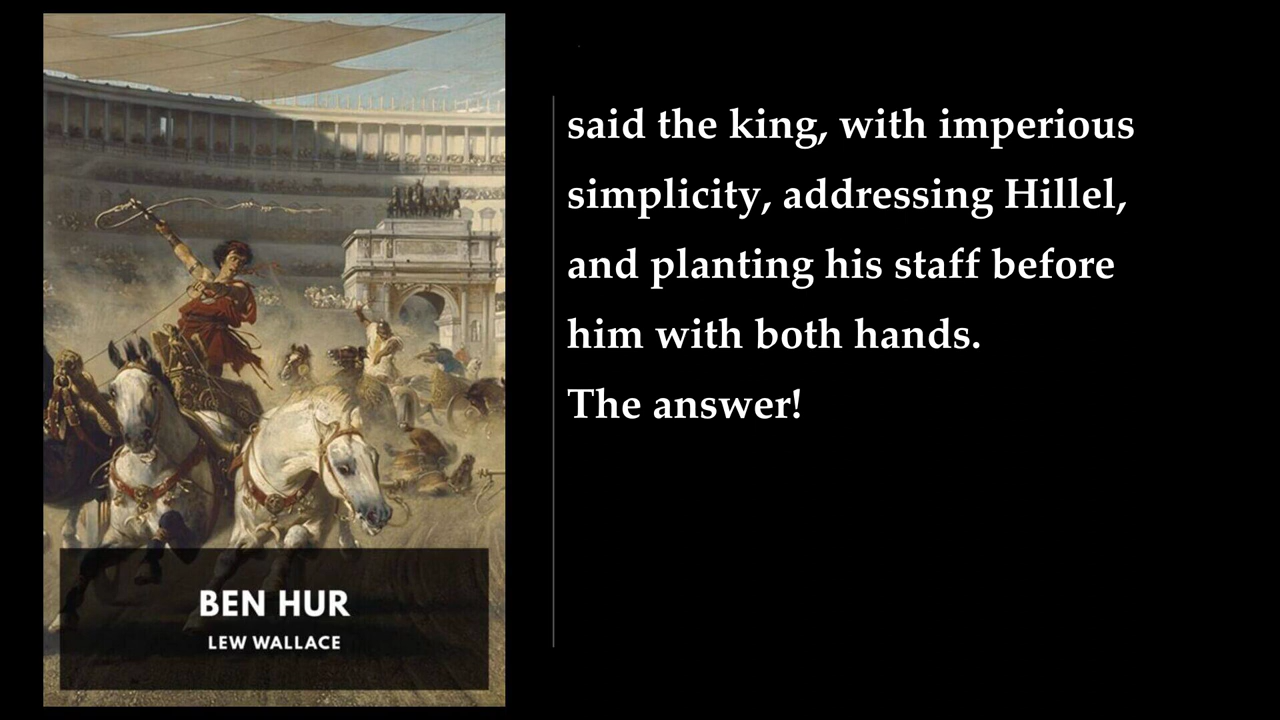 BEN HUR
LEW WALLACE
said the king, with imperious
simplicity, addressing Hillel,
and planting his staff before
him with both hands.
The answer!